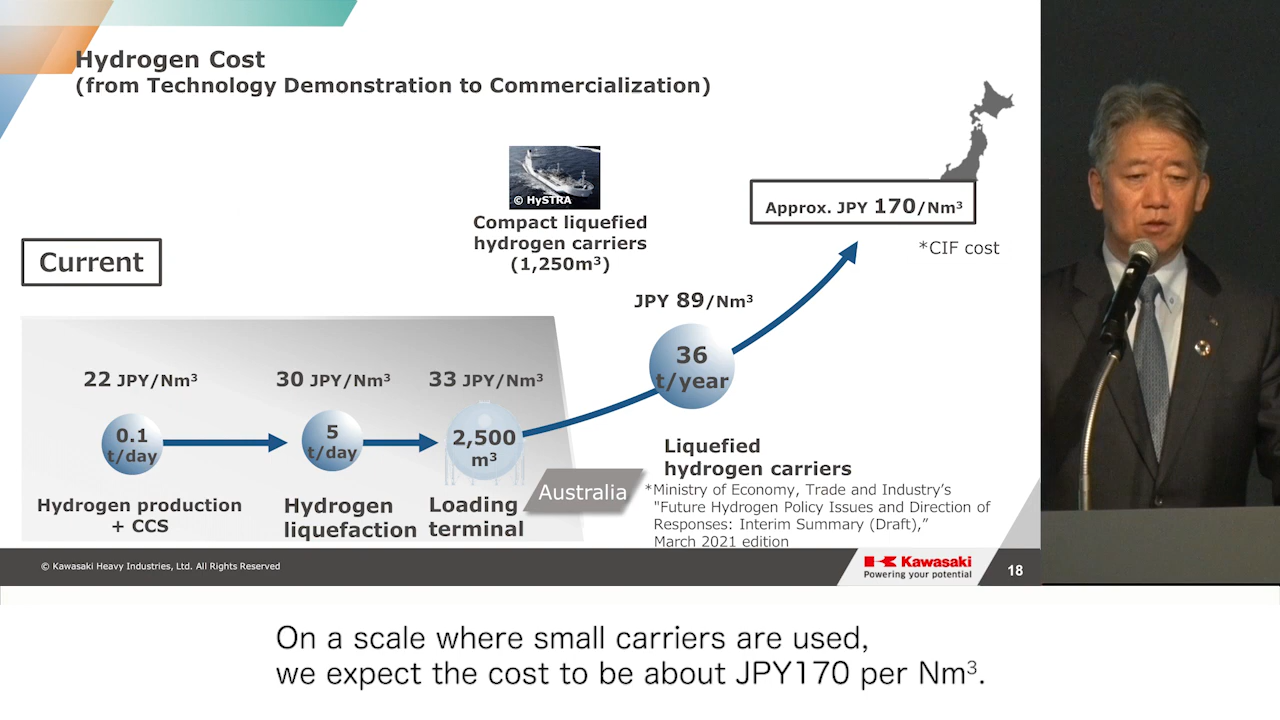 Hydrogen Cost
(from Technology Demonstration to Commercialization)
© HySTRA
Compact liquefied
hydrogen carriers
(1,250m³)
Approx. JPY 170/Nm³
*CIF cost
Current
JPY 89/Nm³
36
t/year
22 JPY/Nm³
30 JPY/Nm³
33 JPY/Nm³
0.1
t/day
5
t/day
2,500
m³
Hydrogen production
+ CCS
Hydrogen
liquefaction
Loading
terminal
Australia
Liquefied
hydrogen carriers
*Ministry of Economy, Trade and Industry’s
"Future Hydrogen Policy Issues and Direction of
Responses: Interim Summary (Draft),”
March 2021 edition
© Kawasaki Heavy Industries, Ltd. All Rights Reserved
Kawasaki
Powering your potential
18
On a scale where small carriers are used,
we expect the cost to be about JPY170 per Nm³.